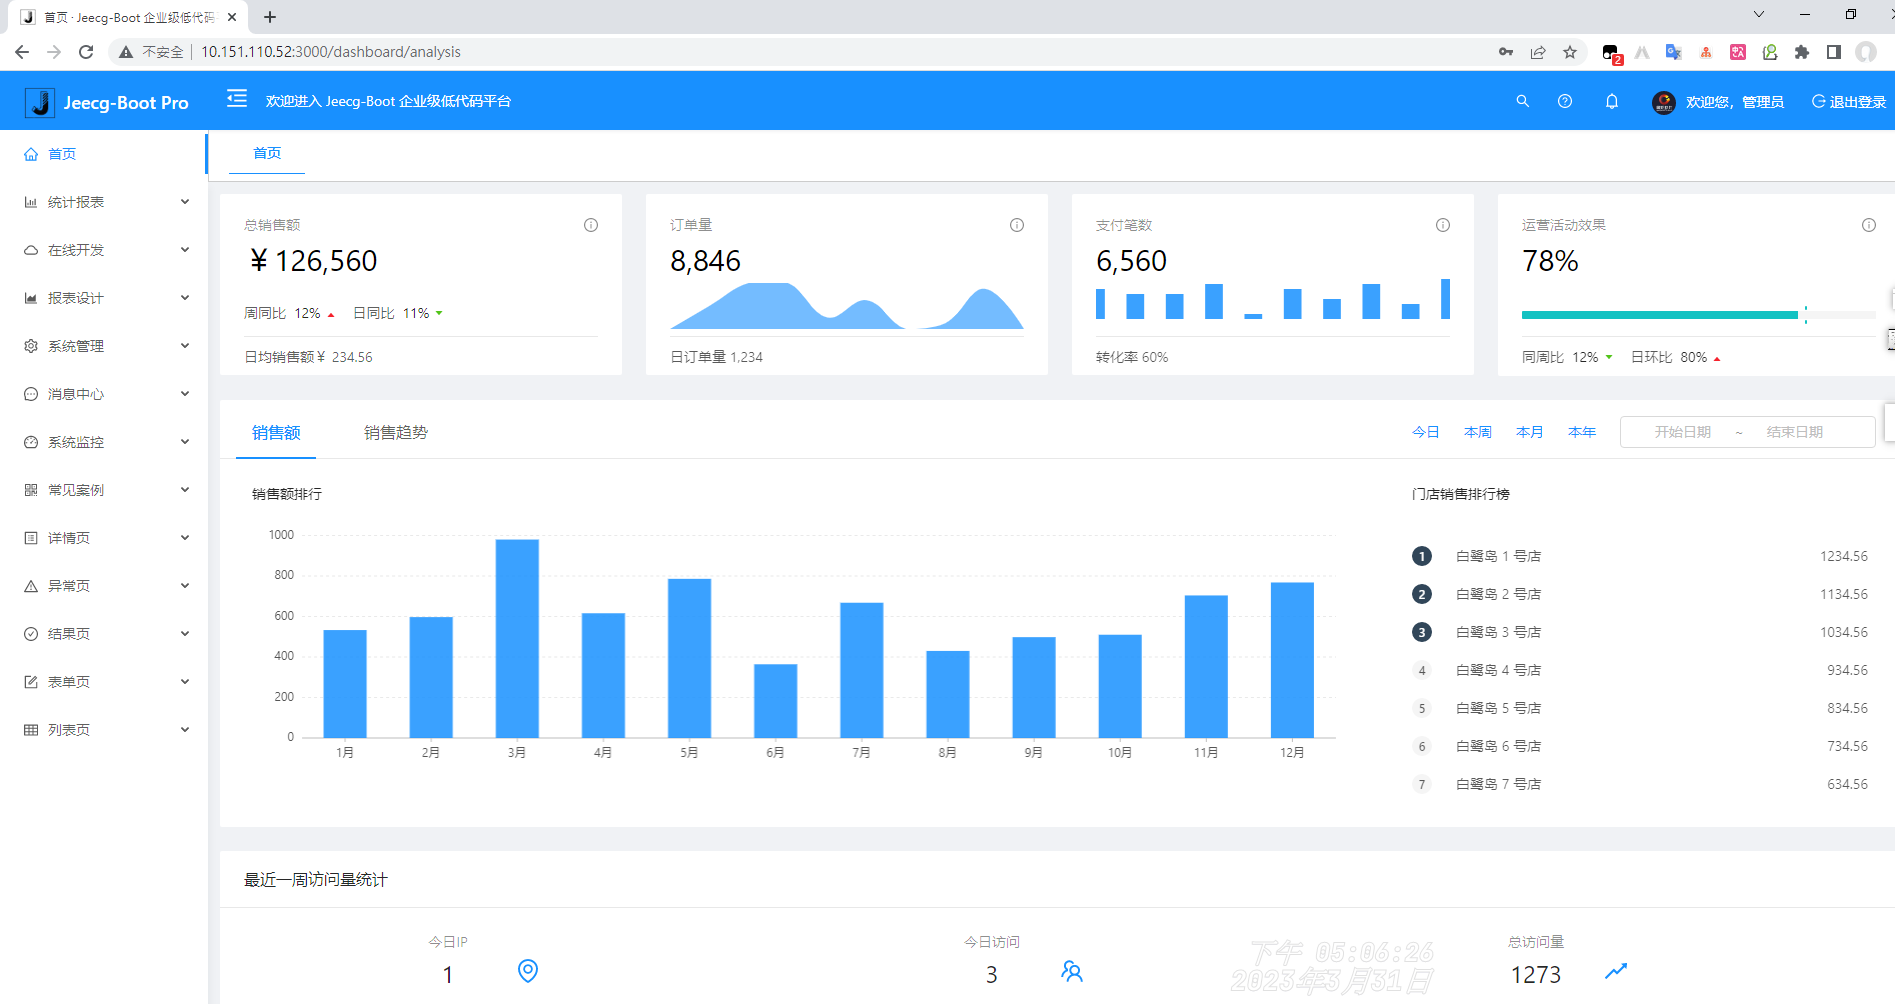 首页 · Jeecg-Boot 企业级低代码
不安全 10.151.110.52:3000/dashboard/analysis
2
Jeecg-Boot Pro
欢迎进入 Jeecg-Boot 企业级低代码平台
欢迎您，管理员
退出登录
首页
统计报表
在线开发
报表设计
系统管理
消息中心
系统监控
常见案例
详情页
异常页
结果页
表单页
列表页
首页
总销售额
¥ 126,560
周同比 12% 日同比 11%
日均销售额¥ 234.56
订单量
8,846
日订单量 1,234
支付笔数
6,560
转化率 60%
运营活动效果
78%
同周比 12% 日环比 80%
销售额 销售趋势
今日 本周 本月 本年 开始日期 ~ 结束日期
销售额排行
1000
800
600
400
200
0
1月 2月 3月 4月 5月 6月 7月 8月 9月 10月 11月 12月
门店销售排行榜
1 白鹭岛 1 号店 1234.56
2 白鹭岛 2 号店 1134.56
3 白鹭岛 3 号店 1034.56
4 白鹭岛 4 号店 934.56
5 白鹭岛 5 号店 834.56
6 白鹭岛 6 号店 734.56
7 白鹭岛 7 号店 634.56
最近一周访问量统计
今日IP
1
今日访问
3
总访问量
1273
下午 05:06:26
2023年3月31日